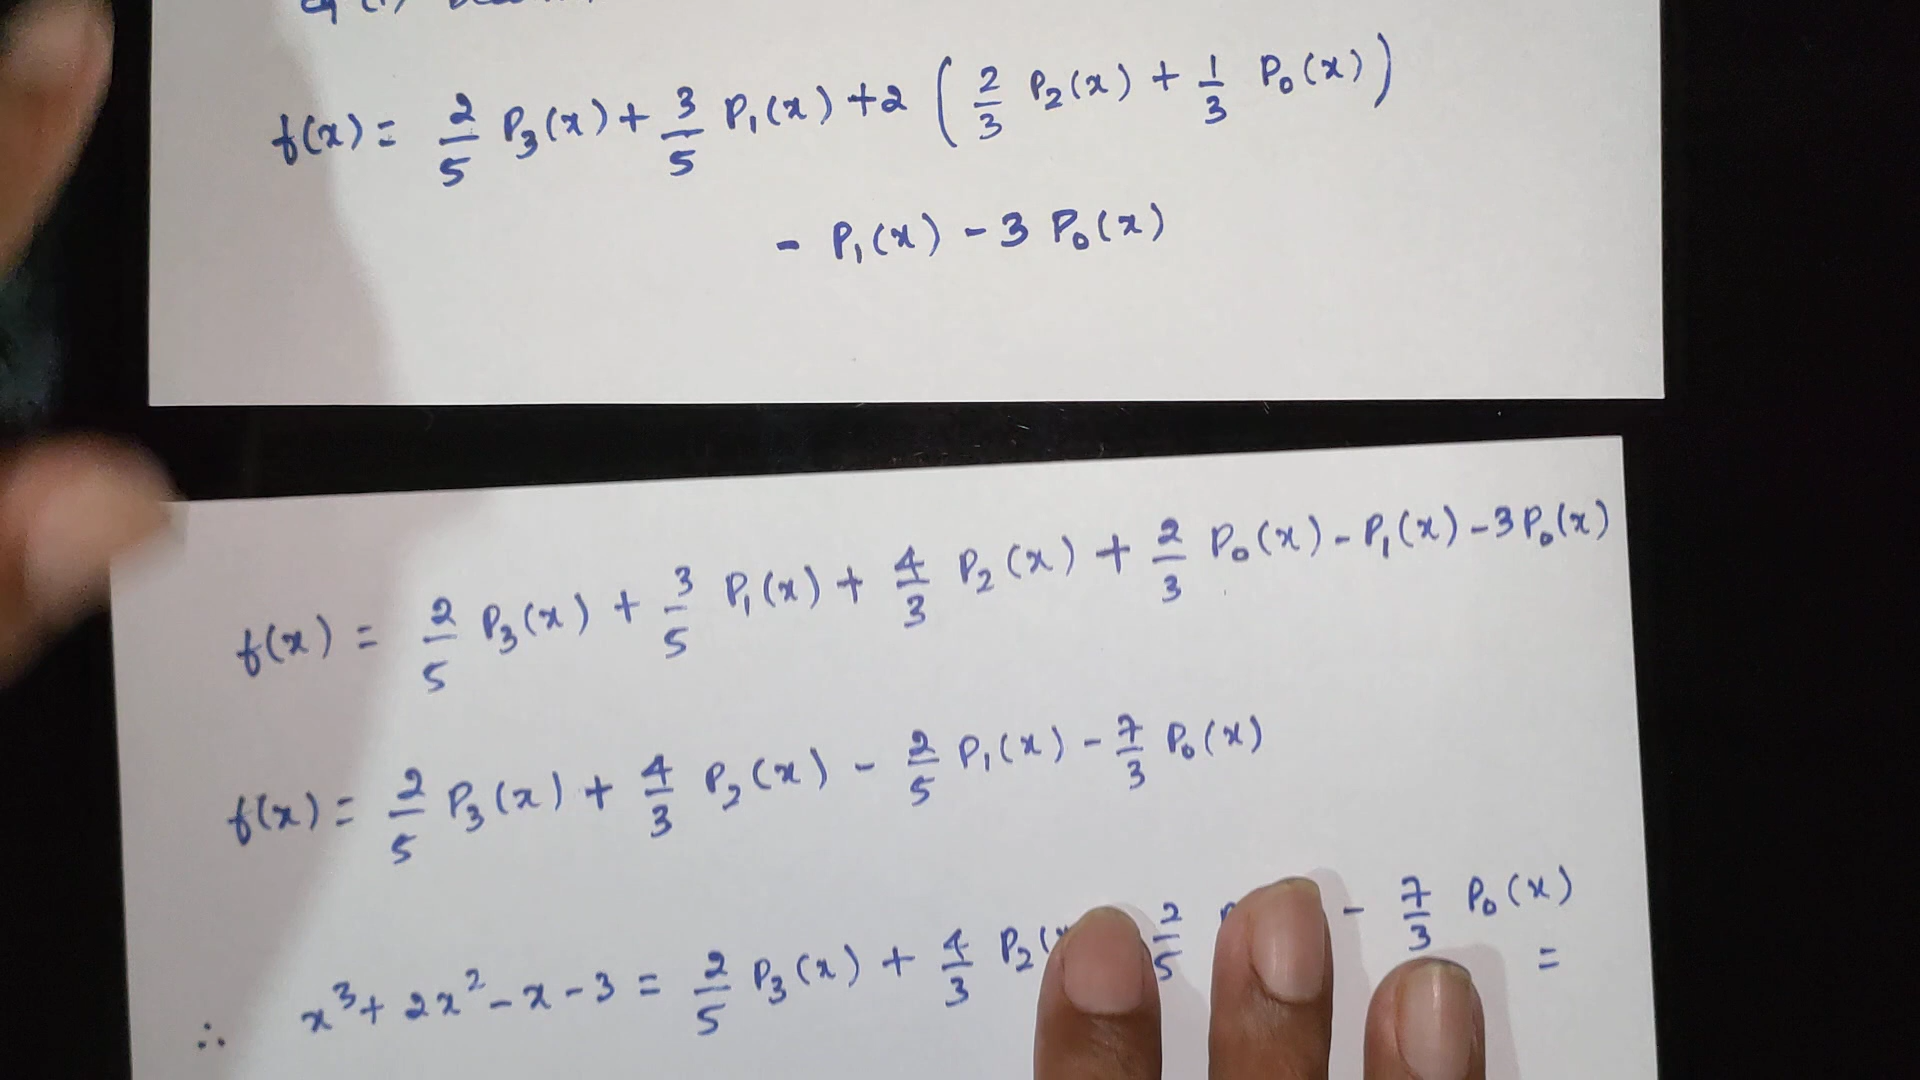 f(x) = 2/5 P₃(x) + 3/5 P₁(x) + 2 ( 2/3 P₂(x) + 1/3 P₀(x) )
- P₁(x) - 3 P₀(x)
f(x) = 2/5 P₃(x) + 3/5 P₁(x) + 4/3 P₂(x) + 2/3 P₀(x) - P₁(x) - 3P₀(x)
f(x) = 2/5 P₃(x) + 4/3 P₂(x) - 2/5 P₁(x) - 7/3 P₀(x)
∴ x³ + 2x² - x - 3 = 2/5 P₃(x) + 4/3 P₂( 2/5 - 7/3 P₀(x)